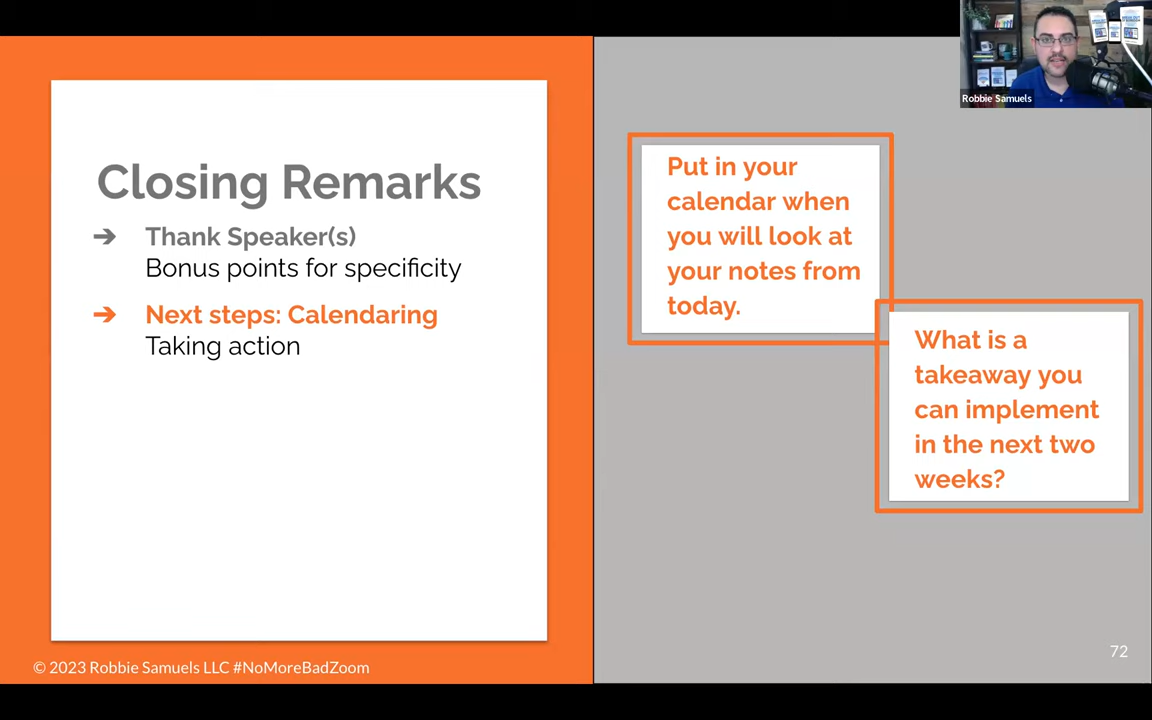 Closing Remarks
➔ Thank Speaker(s)
Bonus points for specificity
➔ Next steps: Calendaring
Taking action
© 2023 Robbie Samuels LLC #NoMoreBadZoom
Put in your
calendar when
you will look at
your notes from
today.
What is a
takeaway you
can implement
in the next two
weeks?
72
Robbie Samuels